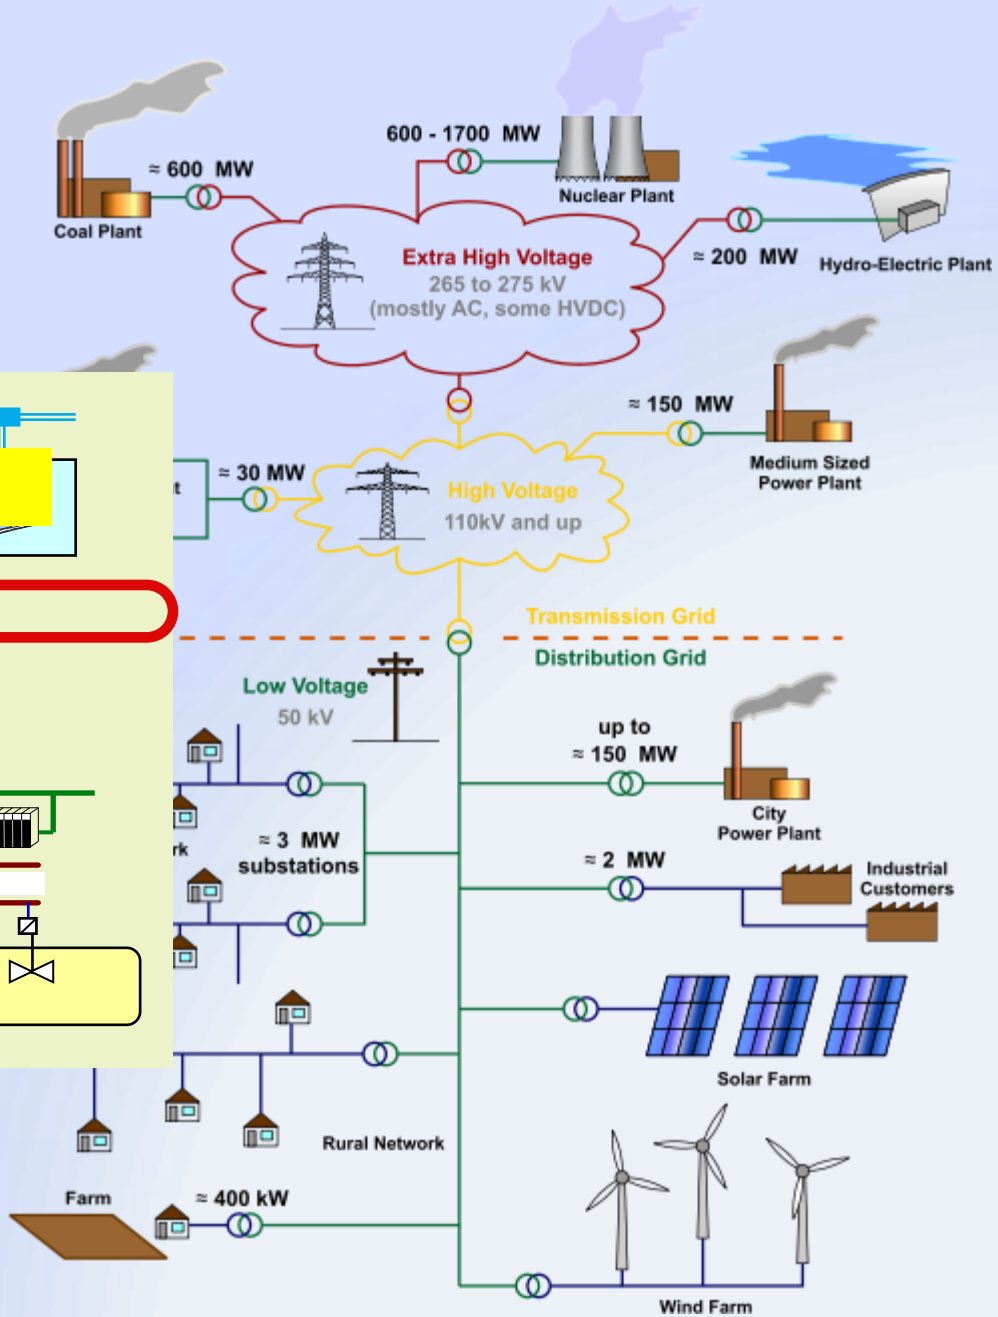 600 - 1700 MW
≈ 600 MW
Nuclear Plant
Coal Plant
Extra High Voltage
265 to 275 kV
(mostly AC, some HVDC)
≈ 200 MW
Hydro-Electric Plant
≈ 150 MW
Medium Sized
Power Plant
≈ 30 MW
t
High Voltage
110kV and up
Transmission Grid
Distribution Grid
Low Voltage
50 kV
up to
≈ 150 MW
City
Power Plant
≈ 3 MW
substations
rk
≈ 2 MW
Industrial
Customers
Solar Farm
Rural Network
Farm
≈ 400 kW
Wind Farm